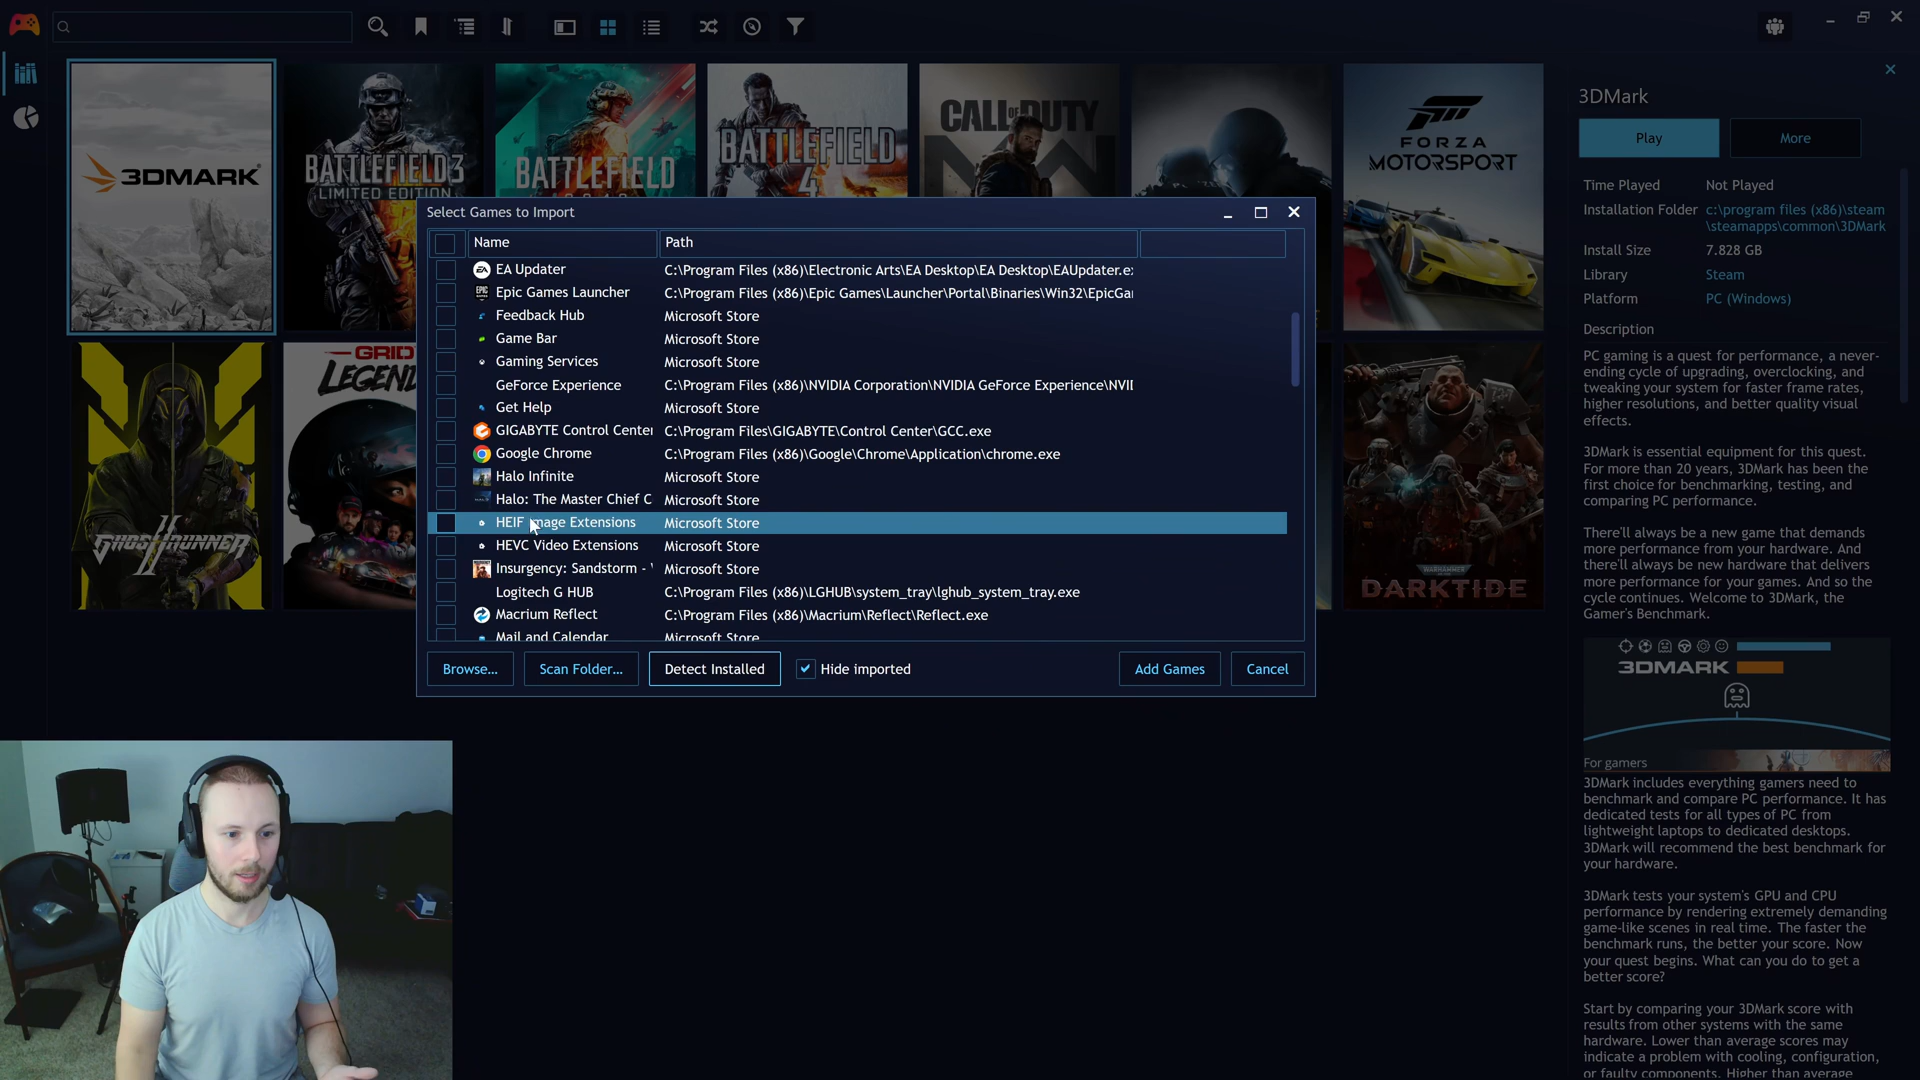 3DMARK
BATTLEFIELD 3
LIMITED EDITION
BATTLEFIELD
BATTLEFIELD
4
CALL OF DUTY
FORZA
MOTORSPORT
3DMark
Play
More
Time Played Not Played
Installation Folder c:\program files (x86)\steam
\steamapps\common\3DMark
Install Size 7.828 GB
Library Steam
Platform PC (Windows)
Description
PC gaming is a quest for performance, a never-
ending cycle of upgrading, overclocking, and
tweaking your system for faster frame rates,
higher resolutions, and better quality visual
effects.
3DMark is essential equipment for this quest.
For more than 20 years, 3DMark has been the
first choice for benchmarking, testing, and
comparing PC performance.
There'll always be a new game that demands
more performance from your hardware. And
there'll always be new hardware that delivers
more performance for your games. And so the
cycle continues. Welcome to 3DMark, the
Gamer's Benchmark.
3DMARK
For gamers
3DMark includes everything gamers need to
benchmark and compare PC performance. It has
dedicated tests for all types of PC from
lightweight laptops to dedicated desktops.
3DMark will recommend the best benchmark for
your hardware.
3DMark tests your system's GPU and CPU
performance by rendering extremely demanding
game-like scenes in real time. The faster the
benchmark runs, the better your score. Now
your quest begins. What can you do to get a
better score?
Start by comparing your 3DMark score with
results from other systems with the same
hardware. Lower than average scores may
indicate a problem with cooling, configuration,
or faulty components. Higher than average
Select Games to Import
Name Path
EA Updater C:\Program Files (x86)\Electronic Arts\EA Desktop\EA Desktop\EAUpdater.ex
Epic Games Launcher C:\Program Files (x86)\Epic Games\Launcher\Portal\Binaries\Win32\EpicGa
Feedback Hub Microsoft Store
Game Bar Microsoft Store
Gaming Services Microsoft Store
GeForce Experience C:\Program Files (x86)\NVIDIA Corporation\NVIDIA GeForce Experience\NVI
Get Help Microsoft Store
GIGABYTE Control Center C:\Program Files\GIGABYTE\Control Center\GCC.exe
Google Chrome C:\Program Files (x86)\Google\Chrome\Application\chrome.exe
Halo Infinite Microsoft Store
Halo: The Master Chief C Microsoft Store
HEIF Image Extensions Microsoft Store
HEVC Video Extensions Microsoft Store
Insurgency: Sandstorm - Microsoft Store
Logitech G HUB C:\Program Files (x86)\LGHUB\system_tray\lghub_system_tray.exe
Macrium Reflect C:\Program Files (x86)\Macrium\Reflect\Reflect.exe
Mail and Calendar Microsoft Store
Browse... Scan Folder... Detect Installed Hide imported Add Games Cancel
GHOSTRUNNER
II
GRID
LEGEN
WARHAMMER
DARKTIDE